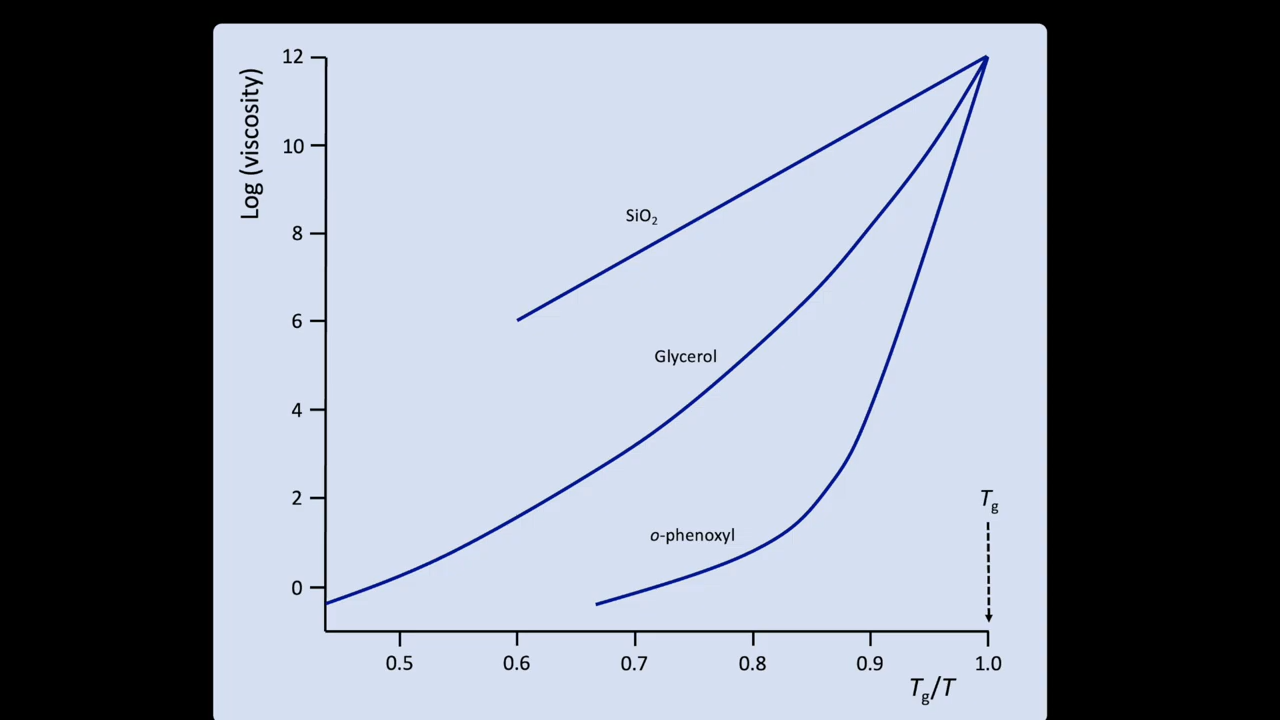 12
10
8
6
4
2
0
Log (viscosity)
SiO₂
Glycerol
o-phenoxyl
Tg
0.5 0.6 0.7 0.8 0.9 1.0
Tg/T